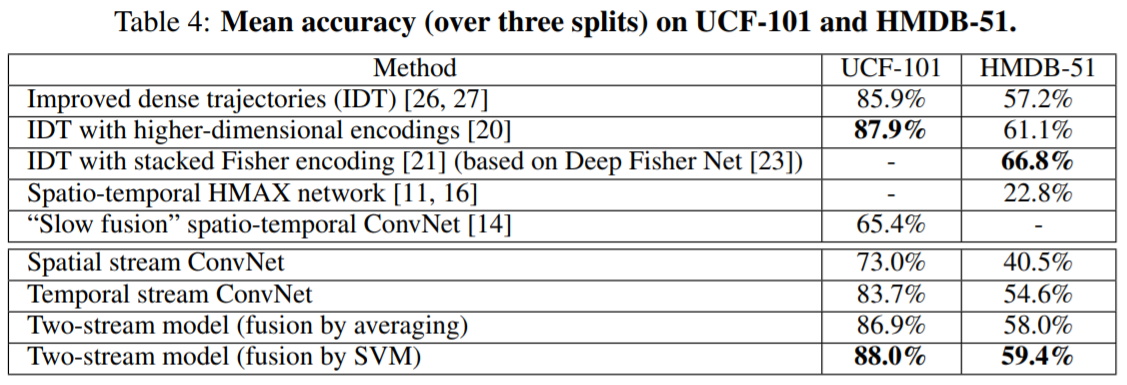 Table 4: Mean accuracy (over three splits) on UCF-101 and HMDB-51.
Method UCF-101 HMDB-51
Improved dense trajectories (IDT) [26, 27] 85.9% 57.2%
IDT with higher-dimensional encodings [20] 87.9% 61.1%
IDT with stacked Fisher encoding [21] (based on Deep Fisher Net [23]) - 66.8%
Spatio-temporal HMAX network [11, 16] - 22.8%
“Slow fusion” spatio-temporal ConvNet [14] 65.4% -
Spatial stream ConvNet 73.0% 40.5%
Temporal stream ConvNet 83.7% 54.6%
Two-stream model (fusion by averaging) 86.9% 58.0%
Two-stream model (fusion by SVM) 88.0% 59.4%